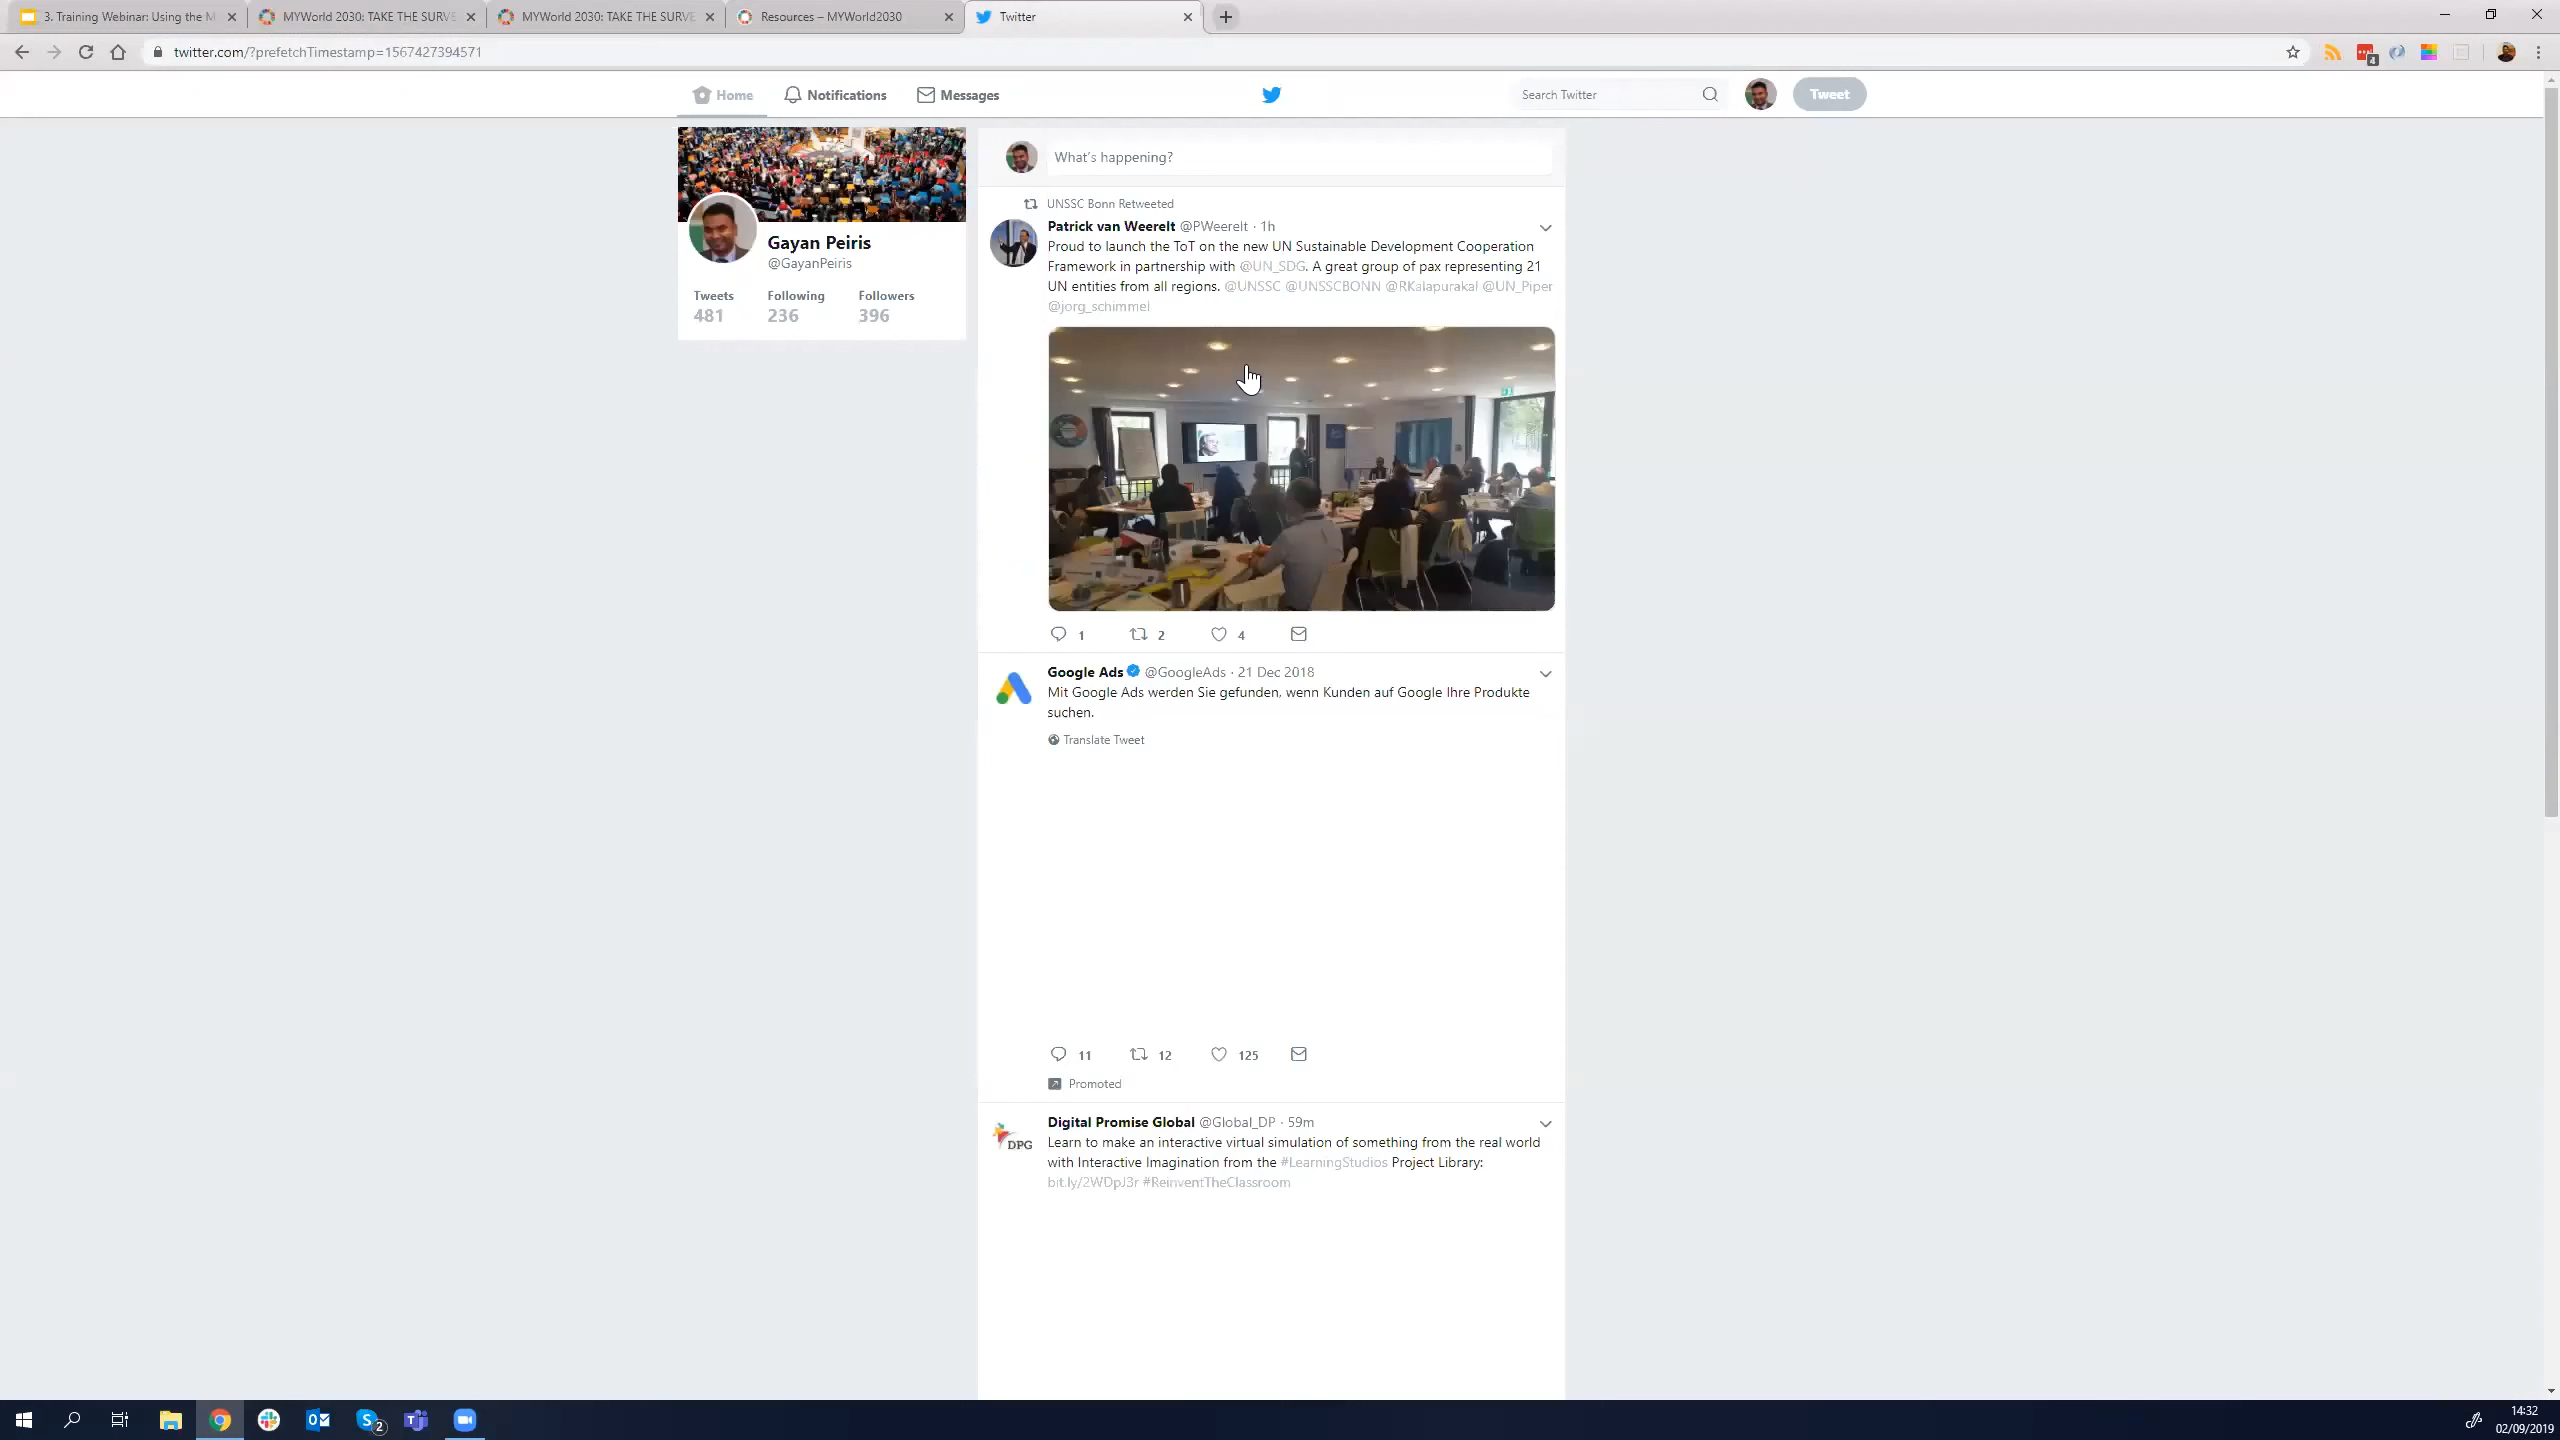 3. Training Webinar: Using the M
MYWorld 2030: TAKE THE SURVE
MYWorld 2030: TAKE THE SURVE
Resources – MYWorld2030
Twitter
twitter.com/?prefetchTimestamp=1567427394571
4
Home
Notifications
Messages
Search Twitter
Tweet
Gayan Peiris
@GayanPeiris
Tweets Following Followers
481 236 396
What's happening?
UNSSC Bonn Retweeted
Patrick van Weerelt @PWeerelt · 1h
Proud to launch the ToT on the new UN Sustainable Development Cooperation
Framework in partnership with @UN_SDG. A great group of pax representing 21
UN entities from all regions. @UNSSC @UNSSCBONN @RKalapurakal @UN_Piper
@jorg_schimmel
1 2 4
Google Ads @GoogleAds · 21 Dec 2018
Mit Google Ads werden Sie gefunden, wenn Kunden auf Google Ihre Produkte
suchen.
Translate Tweet
11 12 125
Promoted
DPG
Digital Promise Global @Global_DP · 59m
Learn to make an interactive virtual simulation of something from the real world
with Interactive Imagination from the #LearningStudios Project Library:
bit.ly/2WDpJ3r #ReinventTheClassroom
2
14:32
02/09/2019